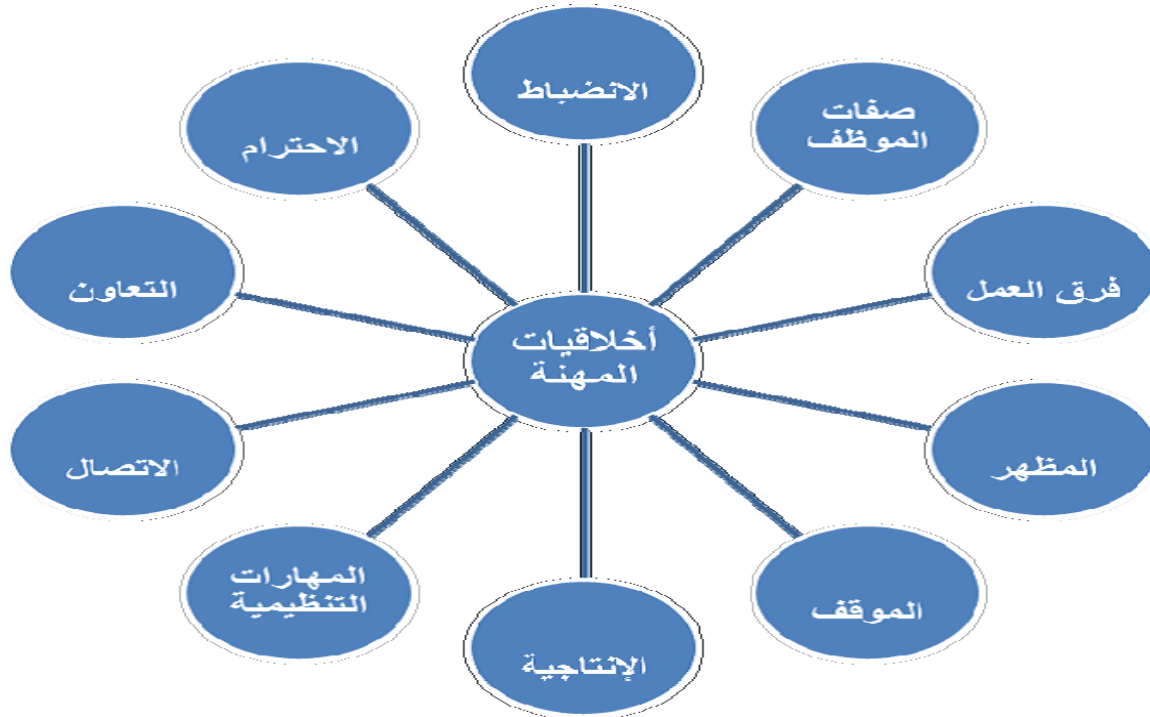 الانضباط
صفات
الموظف
فرق العمل
المظهر
الموقف
الإنتاجية
المهارات
التنظيمية
الاتصال
التعاون
الاحترام
أخلاقيات
المهنة